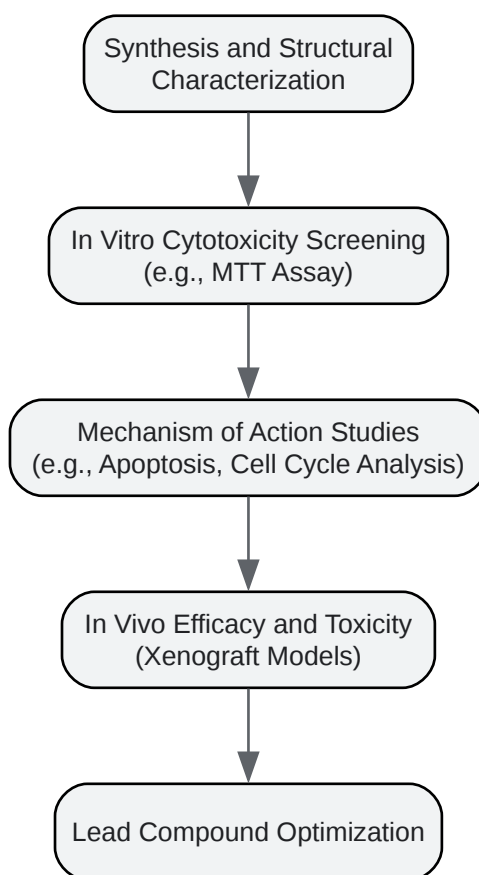 Synthesis and Structural
Characterization
In Vitro Cytotoxicity Screening
(e.g., MTT Assay)
Mechanism of Action Studies
(e.g., Apoptosis, Cell Cycle Analysis)
In Vivo Efficacy and Toxicity
(Xenograft Models)
Lead Compound Optimization